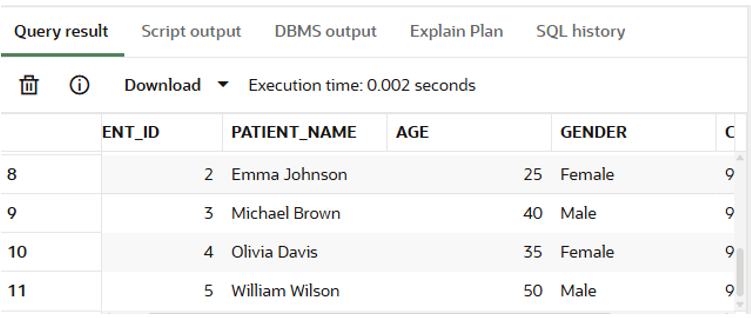 Query result Script output DBMS output Explain Plan SQL history
Download Execution time: 0.002 seconds
ENT_ID PATIENT_NAME AGE GENDER C
8 2 Emma Johnson 25 Female 9
9 3 Michael Brown 40 Male 9
10 4 Olivia Davis 35 Female 9
11 5 William Wilson 50 Male 9